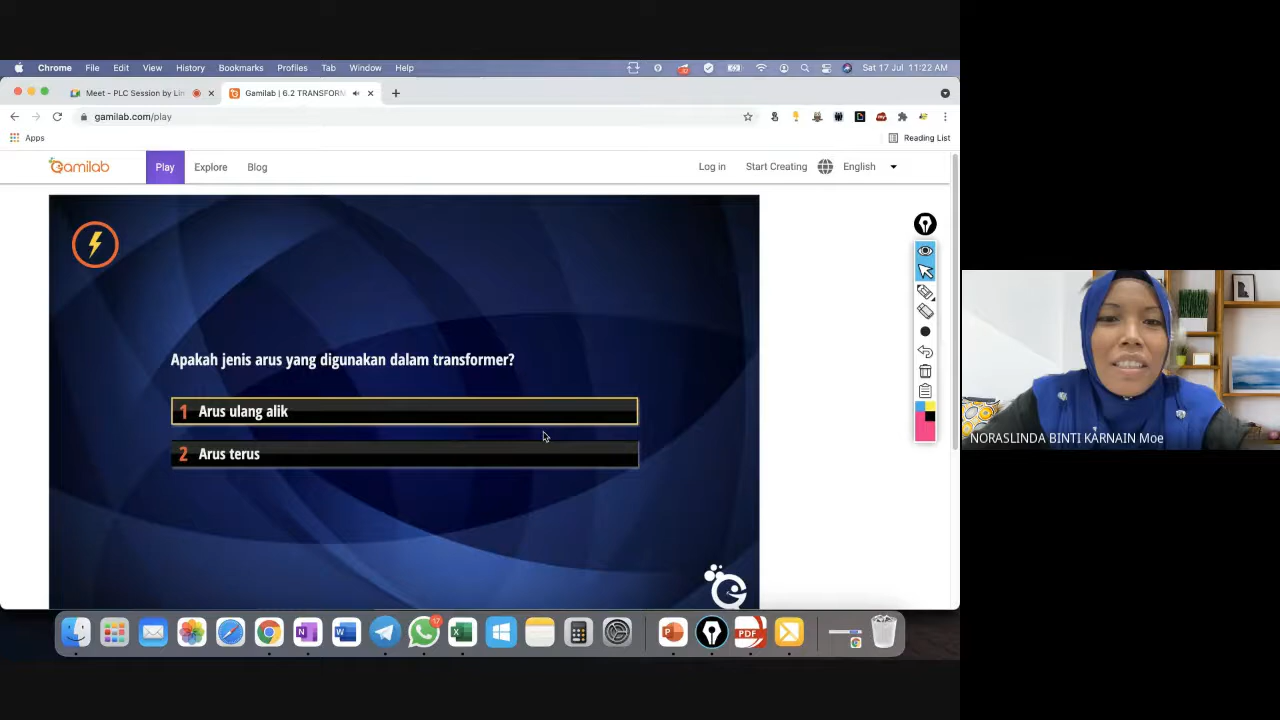 Chrome File Edit View History Bookmarks Profiles Tab Window Help Sat 17 Jul 11:22 AM
Meet - PLC Session by Lin Gamilab | 6.2 TRANSFORM
gamilab.com/play
Apps Reading List
Gamilab Play Explore Blog Log in Start Creating English
Apakah jenis arus yang digunakan dalam transformer?
1 Arus ulang alik
2 Arus terus
NORASLINDA BINTI KARNAIN Moe
17
PDF